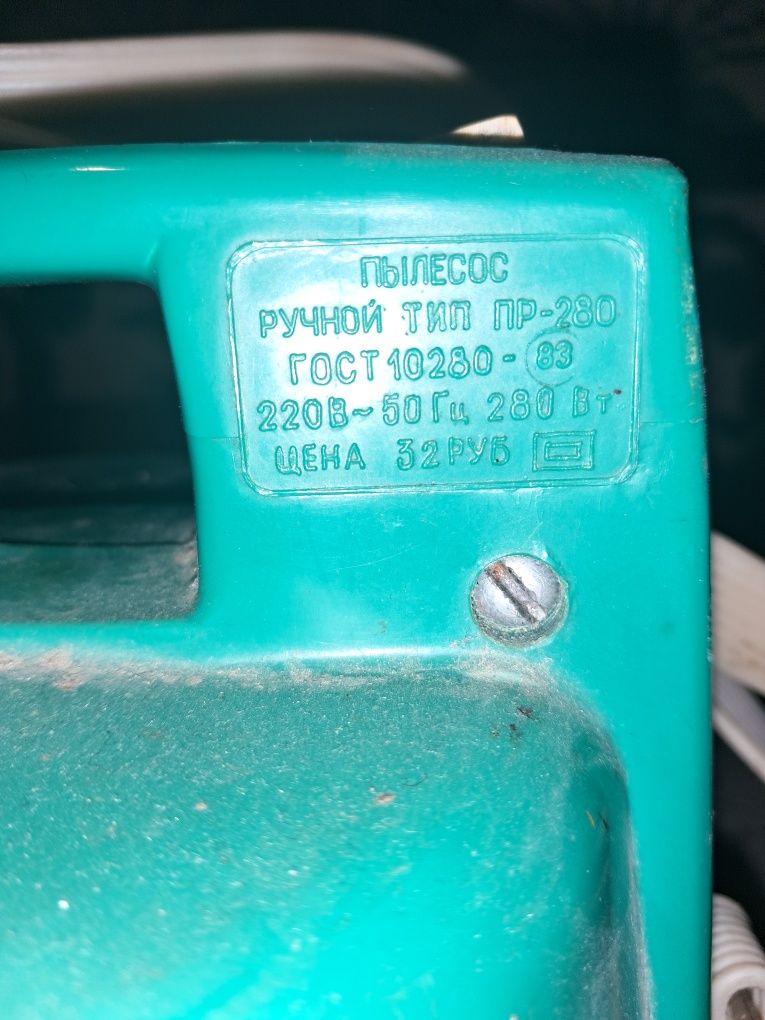 ПЫЛЕСОС
РУЧНОЙ ТИП ПР-280
ГОСТ 10280-83
220В~50Гц 280 Вт
ЦЕНА 32РУБ